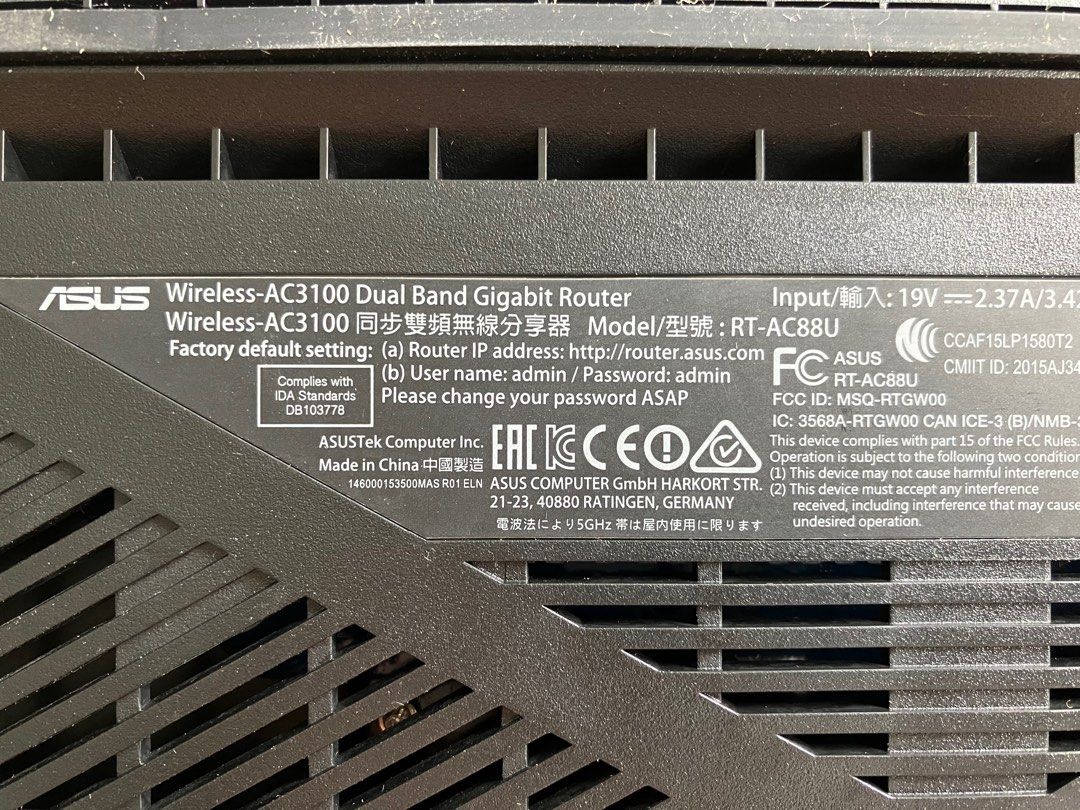 ASUS
Wireless-AC3100 Dual Band Gigabit Router
Wireless-AC3100 同步雙頻無線分享器 Model/型號 : RT-AC88U
Factory default setting: (a) Router IP address: http://router.asus.com
(b) User name: admin / Password: admin
Please change your password ASAP
Complies with
IDA Standards
DB103778
ASUSTek Computer Inc.
Made in China 中國製造
146000153500MAS R01 ELN
EAC KC CE
ASUS COMPUTER GmbH HARKORT STR.
21-23, 40880 RATINGEN, GERMANY
電波法により5GHz 帯は屋内使用に限ります
Input/輸入: 19V⎓2.37A/3.42
CCAF15LP1580T2
CMIIT ID: 2015AJ34
FC ASUS
RT-AC88U
FCC ID: MSQ-RTGW00
IC: 3568A-RTGW00 CAN ICE-3 (B)/NMB-3
This device complies with part 15 of the FCC Rules.
Operation is subject to the following two condition
(1) This device may not cause harmful interference
(2) This device must accept any interference
received, including interference that may cause
undesired operation.